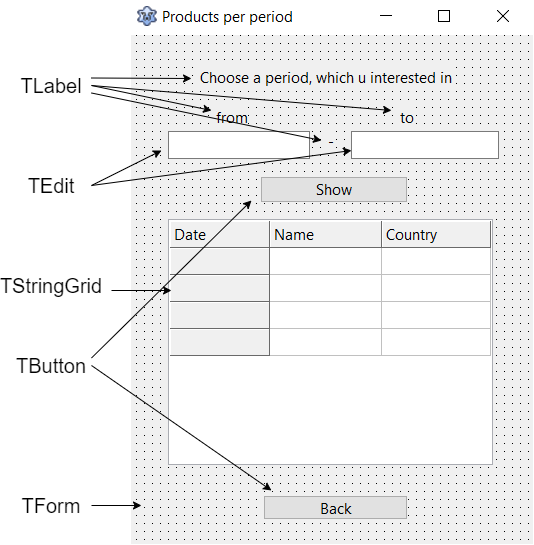 Products per period
TLabel
Choose a period, which u interested in
from
to
-
TEdit
Show
Date Name Country
TStringGrid
TButton
TForm
Back